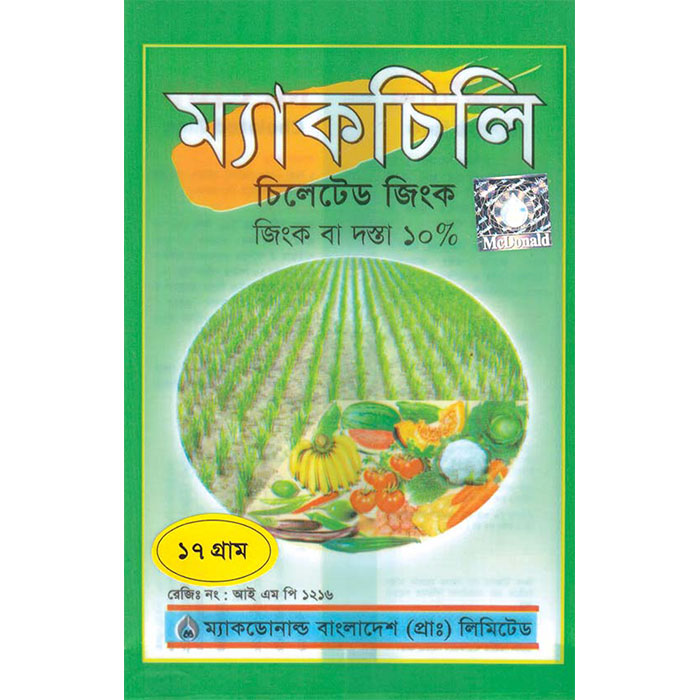 ম্যাকচিলি
চিলেটেড জিংক
জিংক বা দস্তা ১০%
McDonald
১৭ গ্রাম
রেজিঃ নং : আই এম পি ১২১৬
ম্যাকডোনাল্ড বাংলাদেশ (প্রাঃ) লিমিটেড